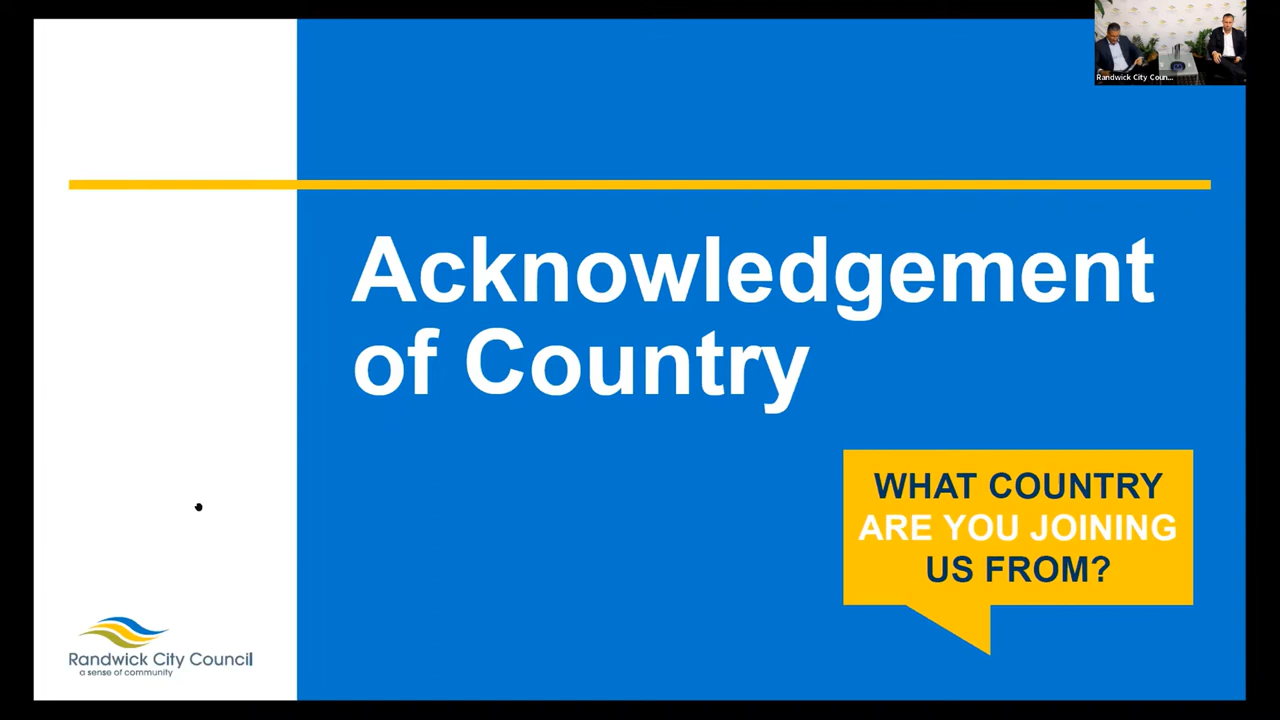 Randwick City Coun...
Acknowledgement
of Country
WHAT COUNTRY
ARE YOU JOINING
US FROM?
Randwick City Council
a sense of community